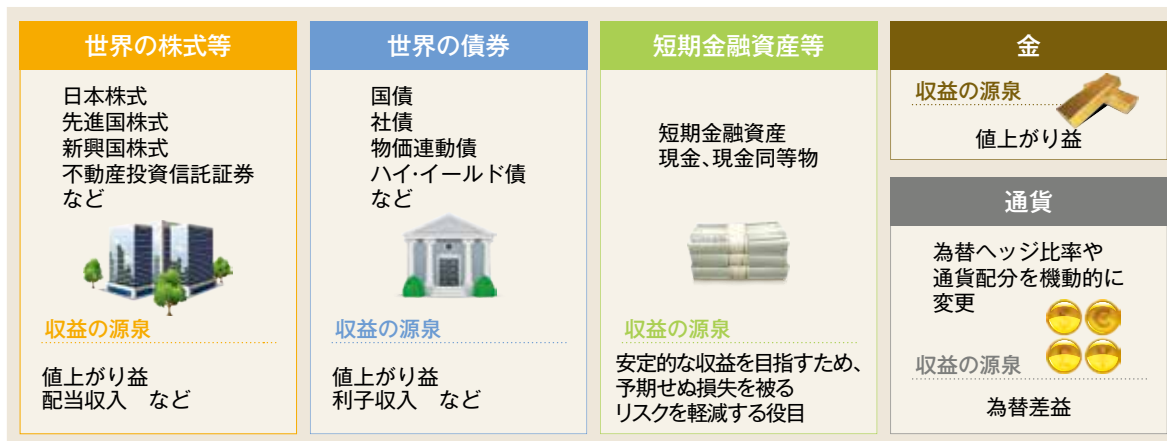 世界の株式等
日本株式
先進国株式
新興国株式
不動産投資信託証券
など
収益の源泉
値上がり益
配当収入　など
世界の債券
国債
社債
物価連動債
ハイ・イールド債
など
収益の源泉
値上がり益
利子収入　など
短期金融資産等
短期金融資産
現金、現金同等物
収益の源泉
安定的な収益を目指すため、
予期せぬ損失を被る
リスクを軽減する役目
金
収益の源泉
値上がり益
通貨
為替ヘッジ比率や
通貨配分を機動的に
変更
収益の源泉
為替差益